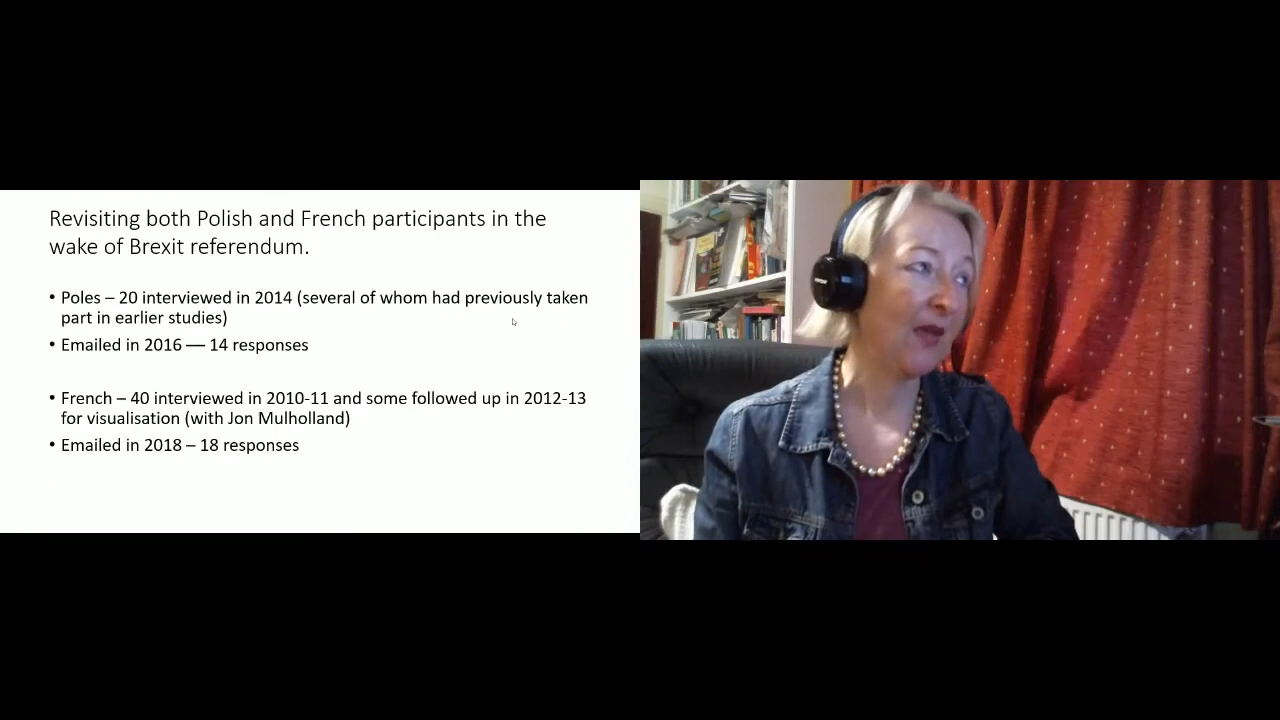 Revisiting both Polish and French participants in the
wake of Brexit referendum.
• Poles – 20 interviewed in 2014 (several of whom had previously taken
part in earlier studies)
• Emailed in 2016 –– 14 responses
• French – 40 interviewed in 2010-11 and some followed up in 2012-13
for visualisation (with Jon Mulholland)
• Emailed in 2018 – 18 responses